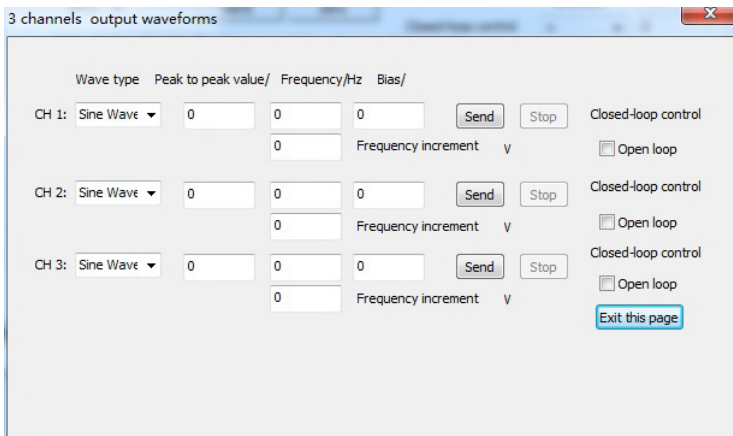 3 channels output waveforms
Wave type Peak to peak value/ Frequency/Hz Bias/
CH 1: Sine Wave 0 0 0 Send Stop Closed-loop control
0 Frequency increment V Open loop
CH 2: Sine Wave 0 0 0 Send Stop Closed-loop control
0 Frequency increment V Open loop
CH 3: Sine Wave 0 0 0 Send Stop Closed-loop control
0 Frequency increment V Open loop
Exit this page